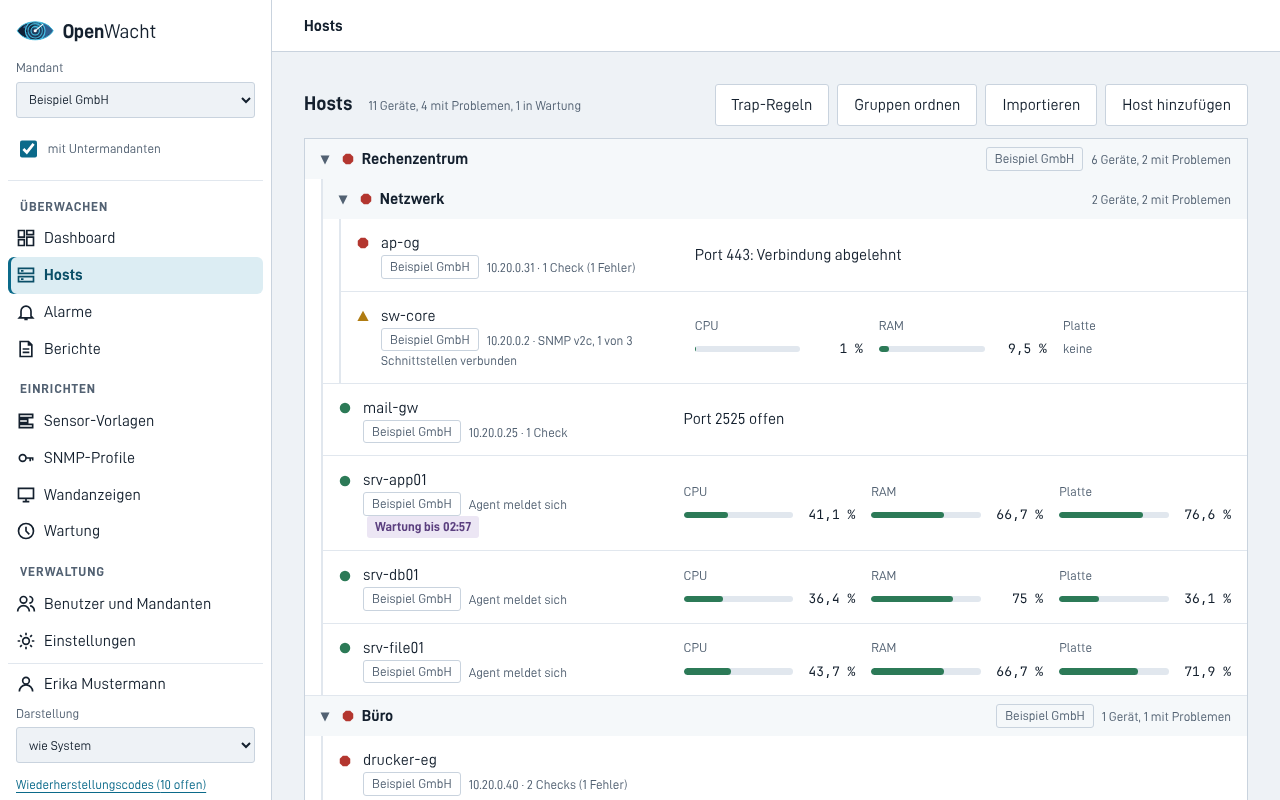 OpenWacht
Mandant
Beispiel GmbH
mit Untermandanten
ÜBERWACHEN
Dashboard
Hosts
Alarme
Berichte
EINRICHTEN
Sensor-Vorlagen
SNMP-Profile
Wandanzeigen
Wartung
VERWALTUNG
Benutzer und Mandanten
Einstellungen
Erika Mustermann
Darstellung
wie System
Wiederherstellungscodes (10 offen)
Hosts
Hosts 11 Geräte, 4 mit Problemen, 1 in Wartung
Trap-Regeln Gruppen ordnen Importieren Host hinzufügen
Rechenzentrum Beispiel GmbH 6 Geräte, 2 mit Problemen
Netzwerk 2 Geräte, 2 mit Problemen
ap-og
Beispiel GmbH 10.20.0.31 · 1 Check (1 Fehler)
Port 443: Verbindung abgelehnt
sw-core
Beispiel GmbH 10.20.0.2 · SNMP v2c, 1 von 3
Schnittstellen verbunden
CPU RAM Platte
1 % 9,5 % keine
mail-gw
Beispiel GmbH 10.20.0.25 · 1 Check
Port 2525 offen
srv-app01
Beispiel GmbH Agent meldet sich
Wartung bis 02:57
CPU RAM Platte
41,1 % 66,7 % 76,6 %
srv-db01
Beispiel GmbH Agent meldet sich
CPU RAM Platte
36,4 % 75 % 36,1 %
srv-file01
Beispiel GmbH Agent meldet sich
CPU RAM Platte
43,7 % 66,7 % 71,9 %
Büro Beispiel GmbH 1 Gerät, 1 mit Problemen
drucker-eg
Beispiel GmbH 10.20.0.40 · 2 Checks (1 Fehler)